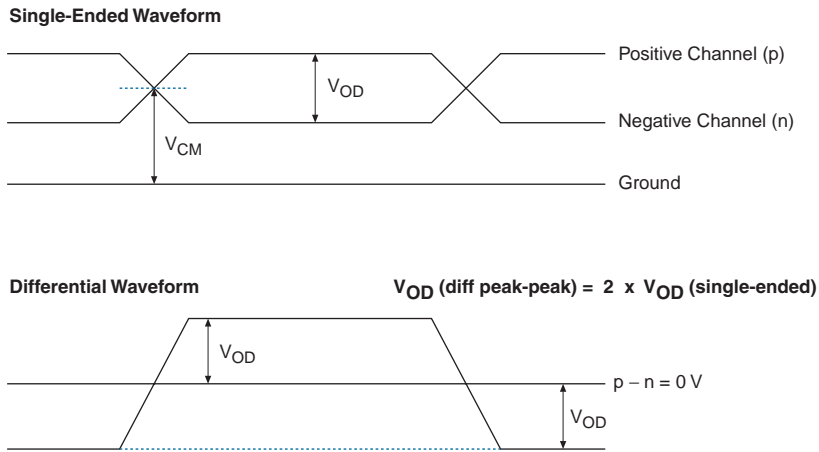 Single-Ended Waveform
Positive Channel (p)
VOD
Negative Channel (n)
VCM
Ground
Differential Waveform
VOD (diff peak-peak) = 2 x VOD (single-ended)
VOD
p − n = 0 V
VOD